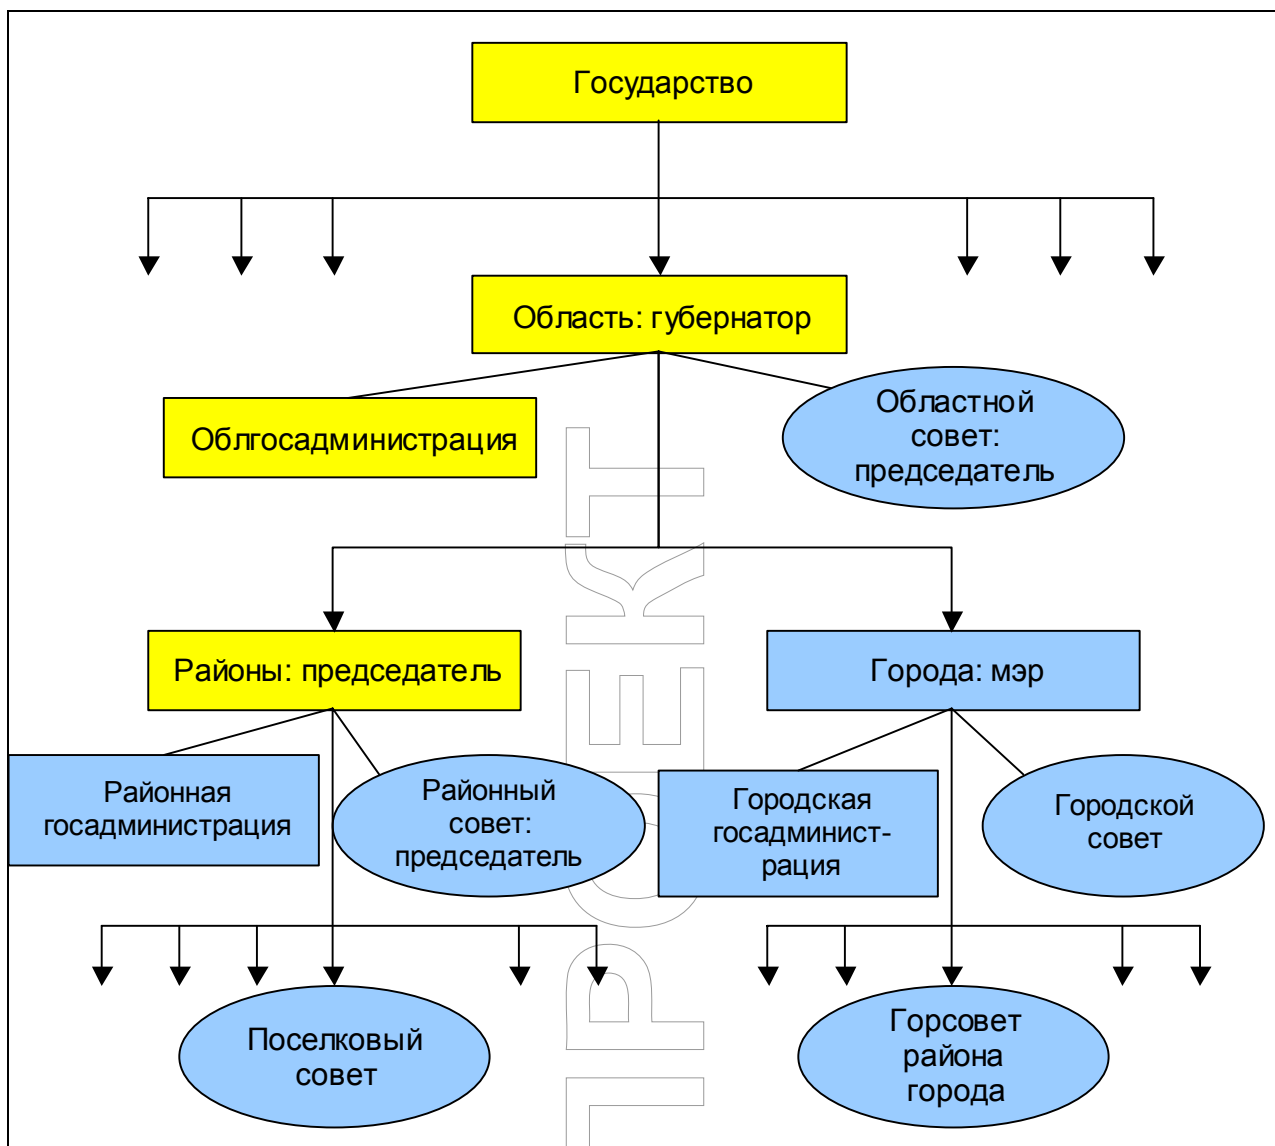 Государство
Область: губернатор
Облгосадминистрация
Областной
совет:
председатель
Районы: председатель
Города: мэр
Районная
госадминистрация
Районный
совет:
председатель
Городская
госадминист-
рация
Городской
совет
Поселковый
совет
Горсовет
района
города
ПРОЕКТ